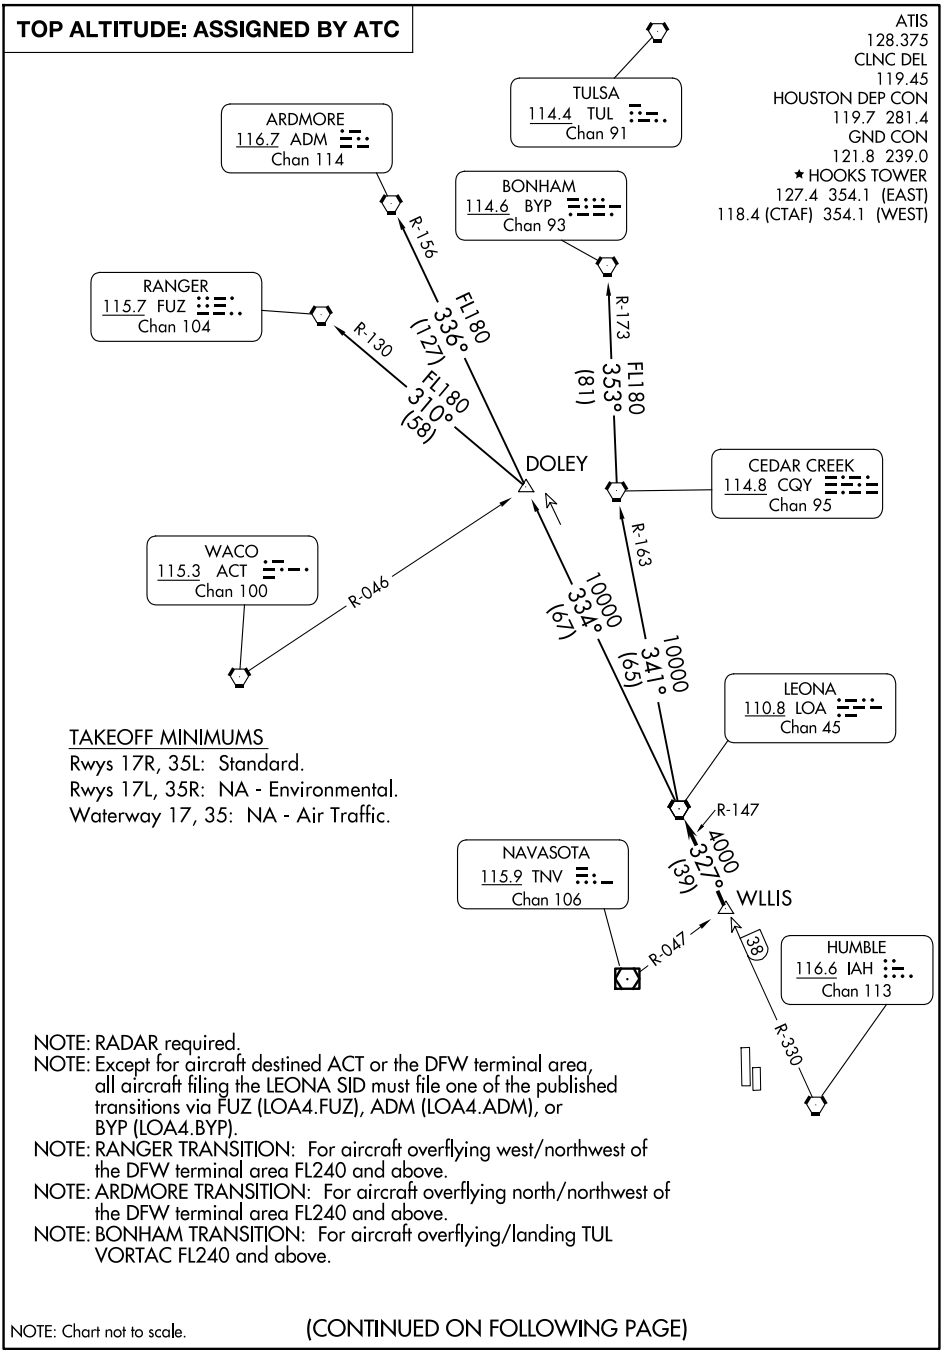 TOP ALTITUDE: ASSIGNED BY ATC
ATIS
128.375
CLNC DEL
119.45
HOUSTON DEP CON
119.7 281.4
GND CON
121.8 239.0
★ HOOKS TOWER
127.4 354.1 (EAST)
118.4 (CTAF) 354.1 (WEST)
TULSA
114.4 TUL
Chan 91
ARDMORE
116.7 ADM
Chan 114
BONHAM
114.6 BYP
Chan 93
RANGER
115.7 FUZ
Chan 104
R-156
FL180
336°
(127)
R-130
FL180
310°
(58)
R-173
FL180
353°
(81)
DOLEY
CEDAR CREEK
114.8 CQY
Chan 95
WACO
115.3 ACT
Chan 100
R-046
R-163
10000
334°
(67)
10000
341°
(65)
LEONA
110.8 LOA
Chan 45
TAKEOFF MINIMUMS
Rwys 17R, 35L: Standard.
Rwys 17L, 35R: NA - Environmental.
Waterway 17, 35: NA - Air Traffic.
R-147
4000
327°
(39)
NAVASOTA
115.9 TNV
Chan 106
WLLIS
R-047
38
HUMBLE
116.6 IAH
Chan 113
R-330
NOTE: RADAR required.
NOTE: Except for aircraft destined ACT or the DFW terminal area,
all aircraft filing the LEONA SID must file one of the published
transitions via FUZ (LOA4.FUZ), ADM (LOA4.ADM), or
BYP (LOA4.BYP).
NOTE: RANGER TRANSITION: For aircraft overflying west/northwest of
the DFW terminal area FL240 and above.
NOTE: ARDMORE TRANSITION: For aircraft overflying north/northwest of
the DFW terminal area FL240 and above.
NOTE: BONHAM TRANSITION: For aircraft overflying/landing TUL
VORTAC FL240 and above.
NOTE: Chart not to scale.
(CONTINUED ON FOLLOWING PAGE)